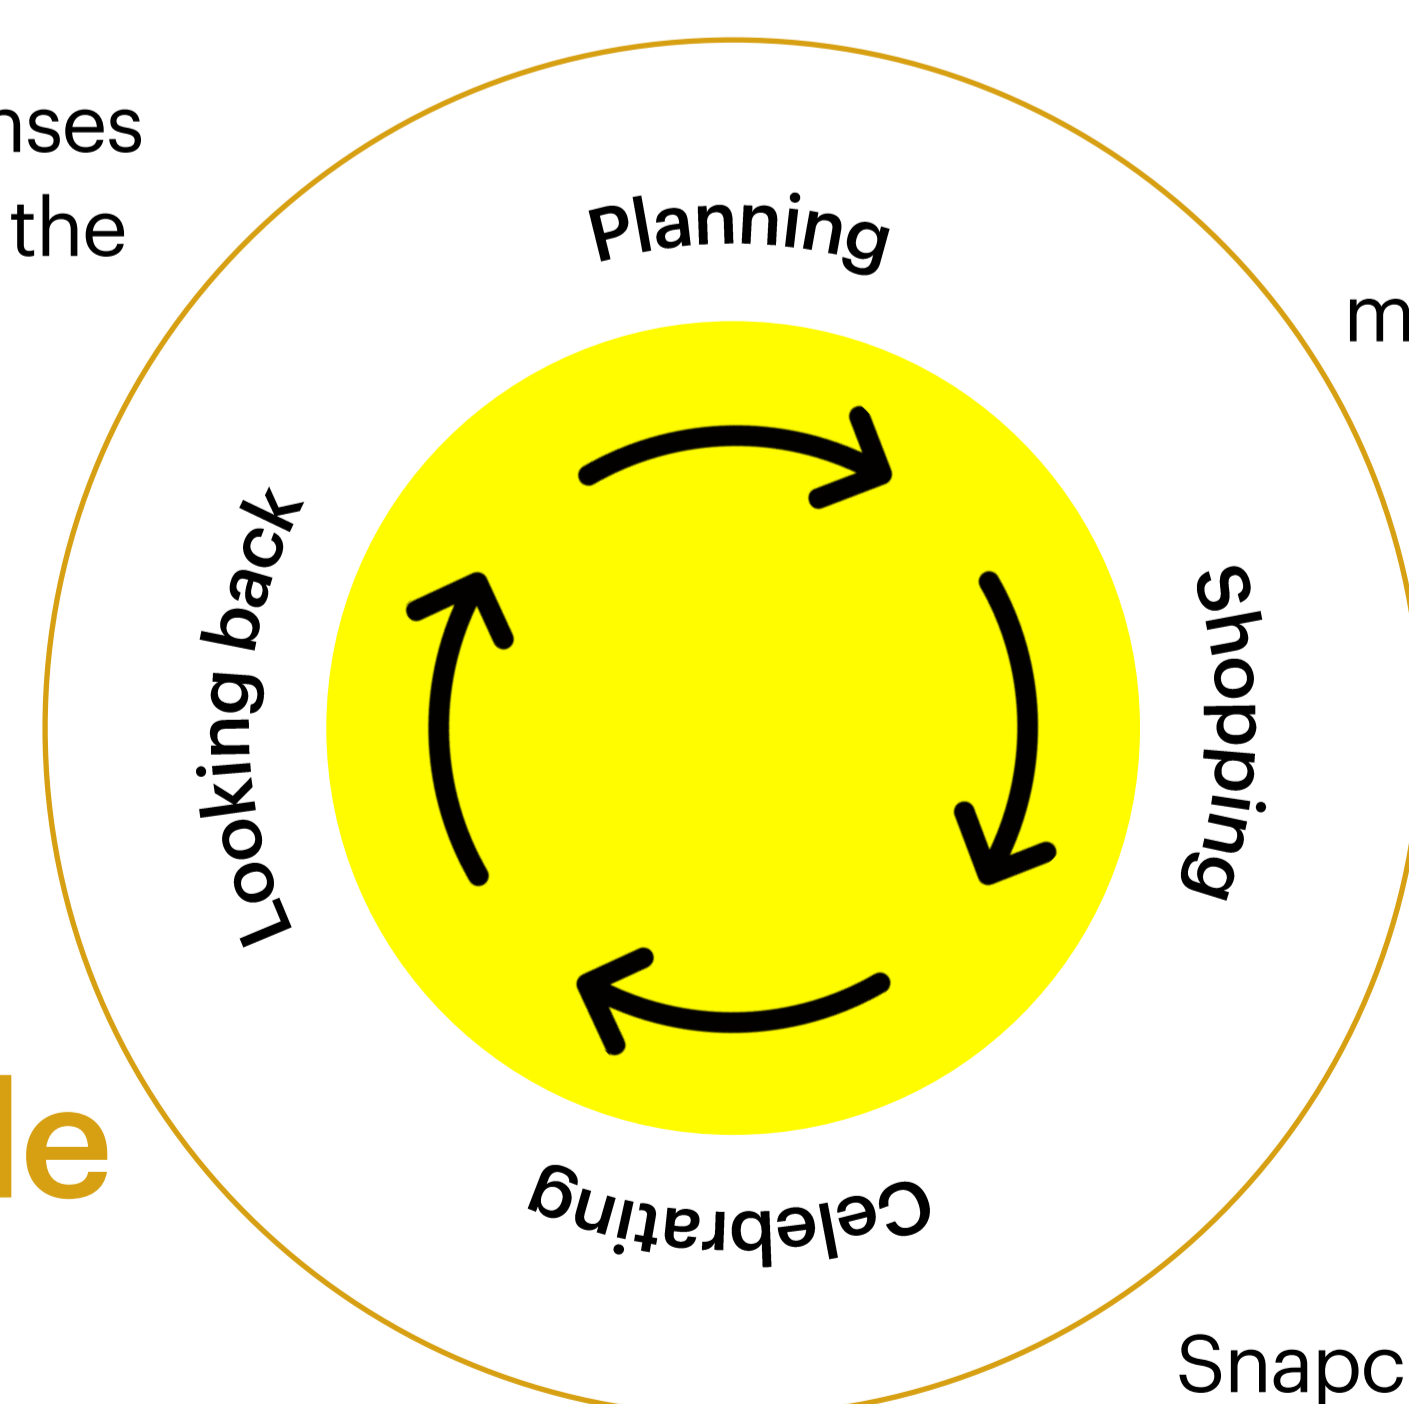 nses
the
Planning
m
Shopping
Looking back
Celebrating
le
Snapc